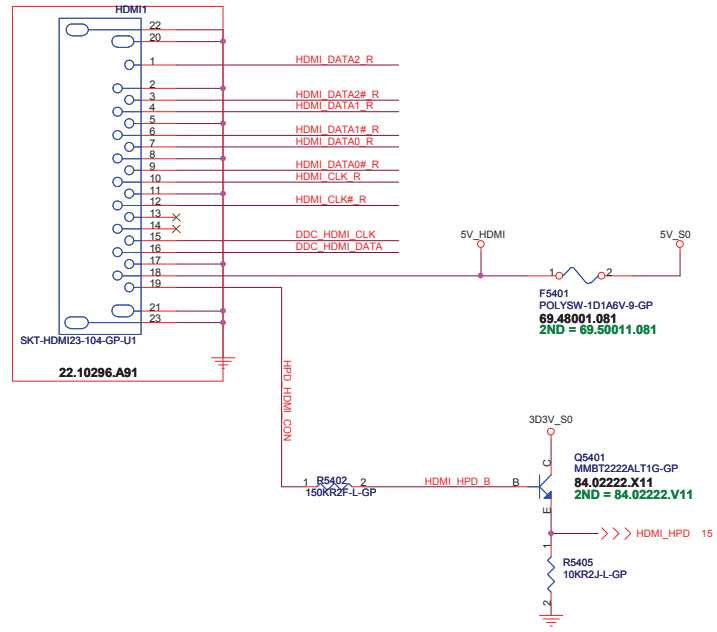 HDMI1
22
20
1
HDMI_DATA2_R
2
3
HDMI_DATA2#_R
4
HDMI_DATA1_R
5
6
HDMI_DATA1#_R
7
HDMI_DATA0_R
8
9
HDMI_DATA0#_R
10
HDMI_CLK_R
11
12
HDMI_CLK#_R
13
14
15
DDC_HDMI_CLK
16
DDC_HDMI_DATA
17
18
19
21
23
SKT-HDMI23-104-GP-U1
22.10296.A91
5V_HDMI
5V_S0
1
2
F5401
POLYSW-1D1A6V-9-GP
69.48001.081
2ND = 69.50011.081
HPD_HDMI_CON
3D3V_S0
1
R5402
2
150KR2F-L-GP
HDMI_HPD_B
B
C
E
Q5401
MMBT2222ALT1G-GP
84.02222.X11
2ND = 84.02222.V11
HDMI_HPD 15
1
R5405
10KR2J-L-GP
2